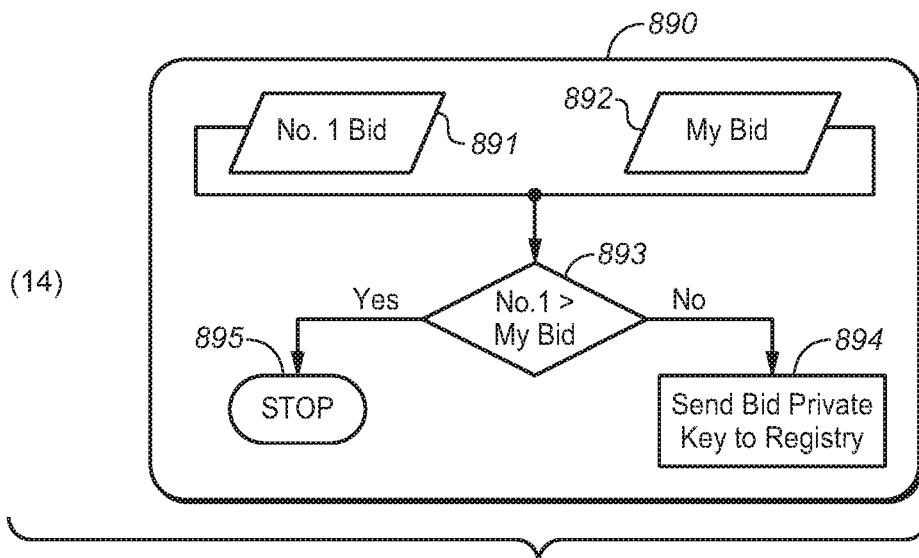 890
No. 1 Bid
891
892
My Bid
893
(14)
Yes
No.1 >
My Bid
No
895
894
STOP
Send Bid Private
Key to Registry